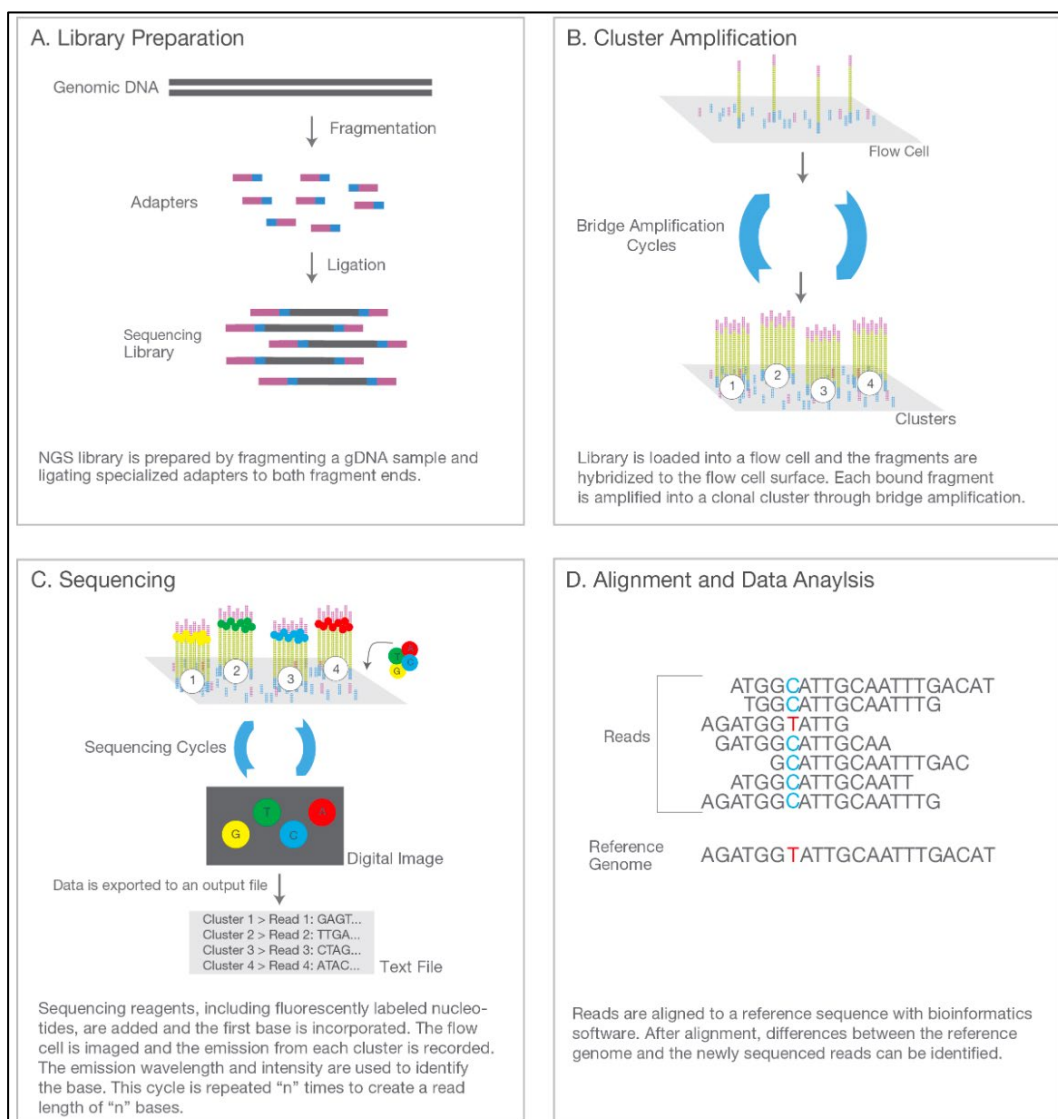 A. Library Preparation
Genomic DNA
Fragmentation
Adapters
Ligation
Sequencing
Library
NGS library is prepared by fragmenting a gDNA sample and
ligating specialized adapters to both fragment ends.
B. Cluster Amplification
Flow Cell
Bridge Amplification
Cycles
1
2
3
4
Clusters
Library is loaded into a flow cell and the fragments are
hybridized to the flow cell surface. Each bound fragment
is amplified into a clonal cluster through bridge amplification.
C. Sequencing
1
2
3
4
A
T
C
G
Sequencing Cycles
T
A
G
C
Digital Image
Data is exported to an output file
Cluster 1 > Read 1: GAGT...
Cluster 2 > Read 2: TTGA...
Cluster 3 > Read 3: CTAG...
Cluster 4 > Read 4: ATAC...
Text File
Sequencing reagents, including fluorescently labeled nucleo-
tides, are added and the first base is incorporated. The flow
cell is imaged and the emission from each cluster is recorded.
The emission wavelength and intensity are used to identify
the base. This cycle is repeated “n” times to create a read
length of “n” bases.
D. Alignment and Data Anaylsis
Reads
ATGGCATTGCAATTTGACAT
TGGCATTGCAATTTG
AGATGGTATTG
GATGGCATTGCAA
GCATTGCAATTTGAC
ATGGCATTGCAATT
AGATGGCATTGCAATTTG
Reference
Genome
AGATGGTATTGCAATTTGACAT
Reads are aligned to a reference sequence with bioinformatics
software. After alignment, differences between the reference
genome and the newly sequenced reads can be identified.